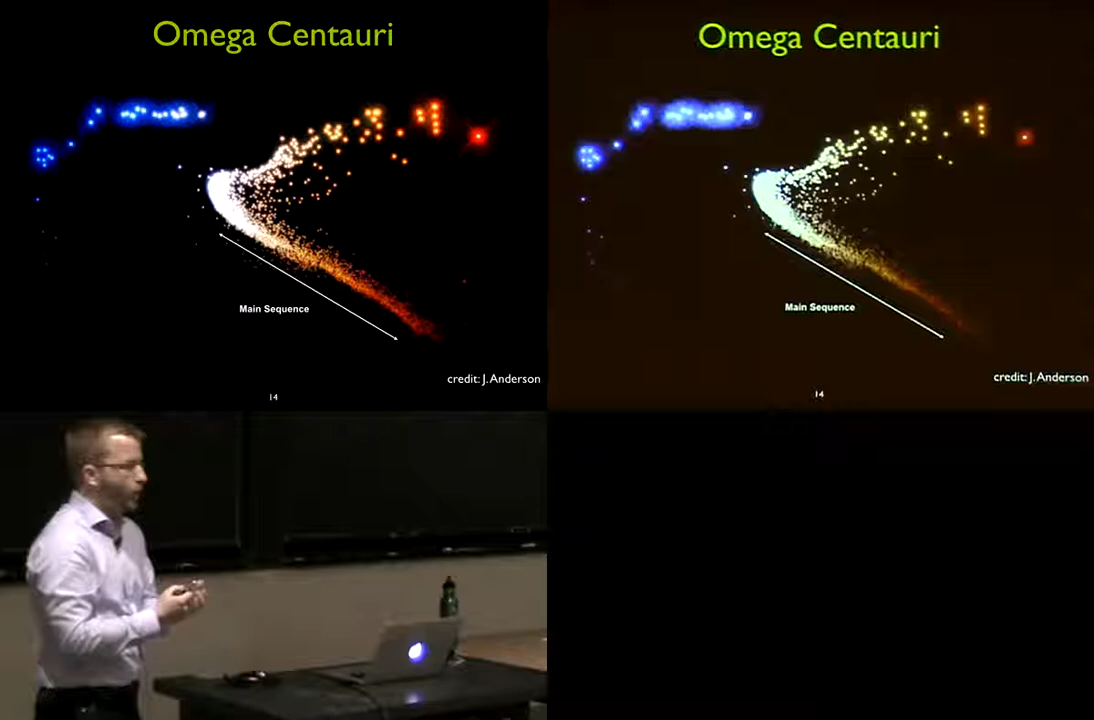 Omega Centauri
Main Sequence
credit: J. Anderson
14
Omega Centauri
Main Sequence
credit: J. Anderson
14